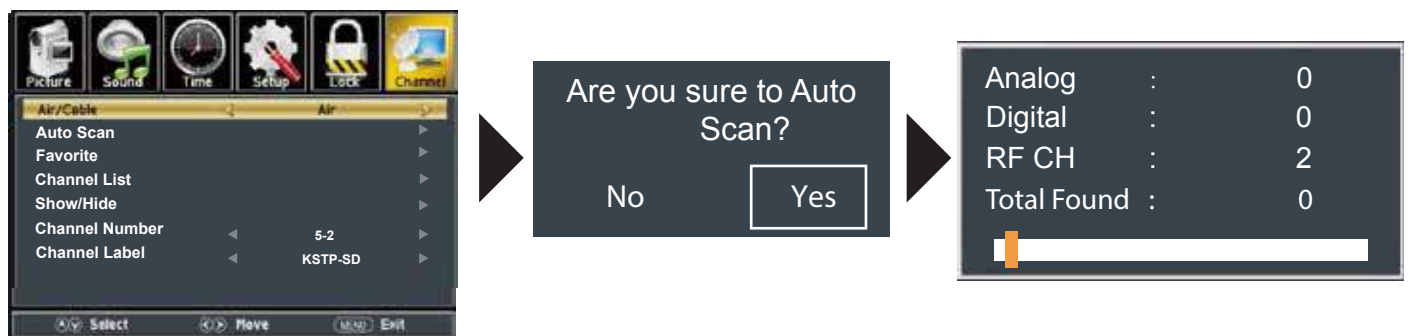 Picture Sound Time Setup Lock Channel
Air/Cable Air
Auto Scan
Favorite
Channel List
Show/Hide
Channel Number 5-2
Channel Label KSTP-SD
Select Move MENU Exit
Are you sure to Auto
Scan?
No Yes
Analog : 0
Digital : 0
RF CH : 2
Total Found : 0